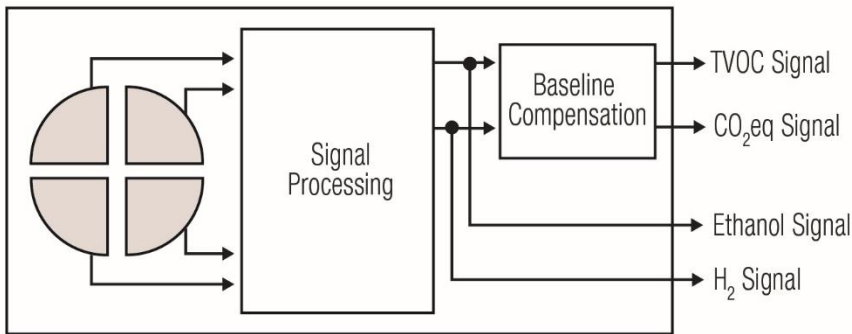 Signal
Processing
Baseline
Compensation
TVOC Signal
CO₂eq Signal
Ethanol Signal
H₂ Signal